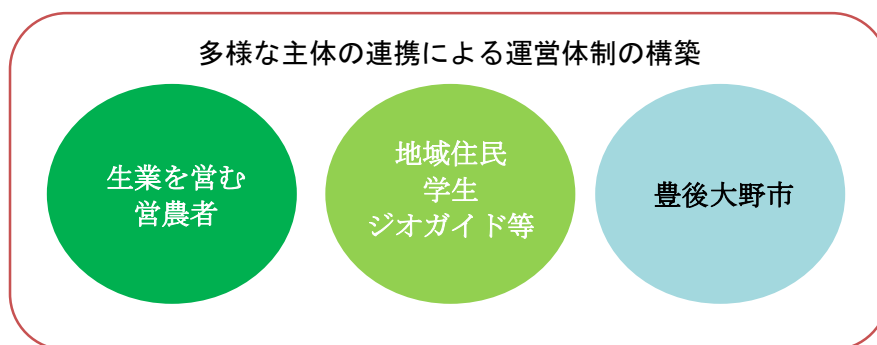 多様な主体の連携による運営体制の構築
生業を営む
営農者
地域住民
学生
ジオガイド等
豊後大野市